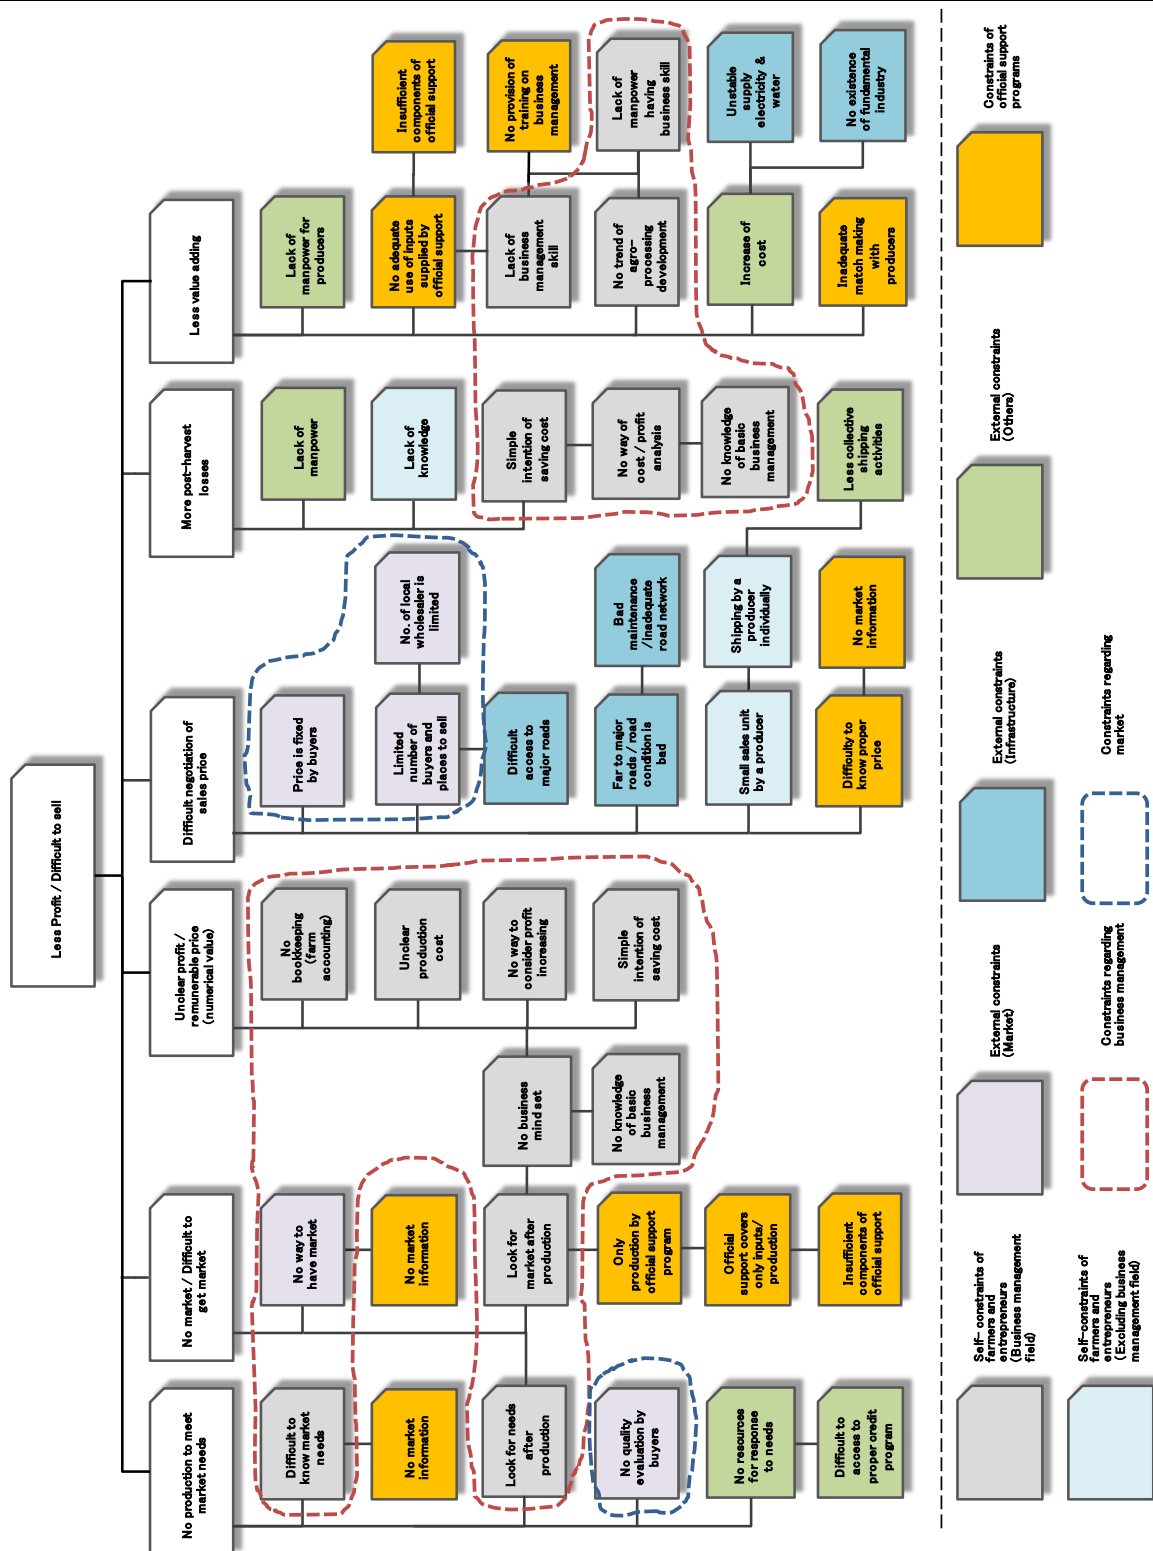 Less Profit / Difficult to sell
No production to meet
market needs
No market / Difficult to
get market
Unclear profit /
remunerable price
(numerical value)
Difficult negotiation of
sales price
More post-harvest
losses
Less value adding
Difficult to
know market
needs
No market
information
Look for needs
after
production
No quality
evaluation by
buyers
No resources
for response
to needs
Difficult to
access to
proper credit
program
No way to
have market
No market
information
Look for
market after
production
Only
production by
official support
program
Official
support covers
only inputs/
production
Insufficient
components of
official support
No business
mind set
No knowledge
of basic
business
management
No
bookkeeping
(farm
accounting)
Unclear
production
cost
No way to
consider profit
increasing
Simple
intention of
saving cost
Price is fixed
by buyers
Limited
number of
buyers and
places to sell
Difficult
access to
major roads
Far to major
roads / road
condition is
bad
Small sales unit
by a producer
Difficulty to
know proper
price
No. of local
wholesaler is
limited
Bad
maintenance
/inadequate
road network
Shipping by a
producer
individually
No market
information
Lack of
manpower
Lack of
knowledge
Simple
intention of
saving cost
No way of
cost / profit
analysis
No knowledge
of basic
business
management
Less collective
shipping
activities
Lack of
manpower for
producers
No adequate
use of inputs
supplied by
official support
Lack of
business
management
skill
No trend of
agro-
processing
development
Increase of
cost
Inadequate
match making
with
producers
Insufficient
components of
official support
No provision of
training on
business
management
Lack of
manpower
having
business skill
Unstable
supply
electricity &
water
No existence
of fundamental
industry
Self- constraints of
farmers and
entrepreneurs
(Business management
field)
External constraints
(Market)
External constraints
(Infrastructure)
External constraints
(Others)
Constraints of
official support
programs
Self-constraints of
farmers and
entrepreneurs
(Excluding business
management field)
Constraints regarding
business management
Constraints regarding
market